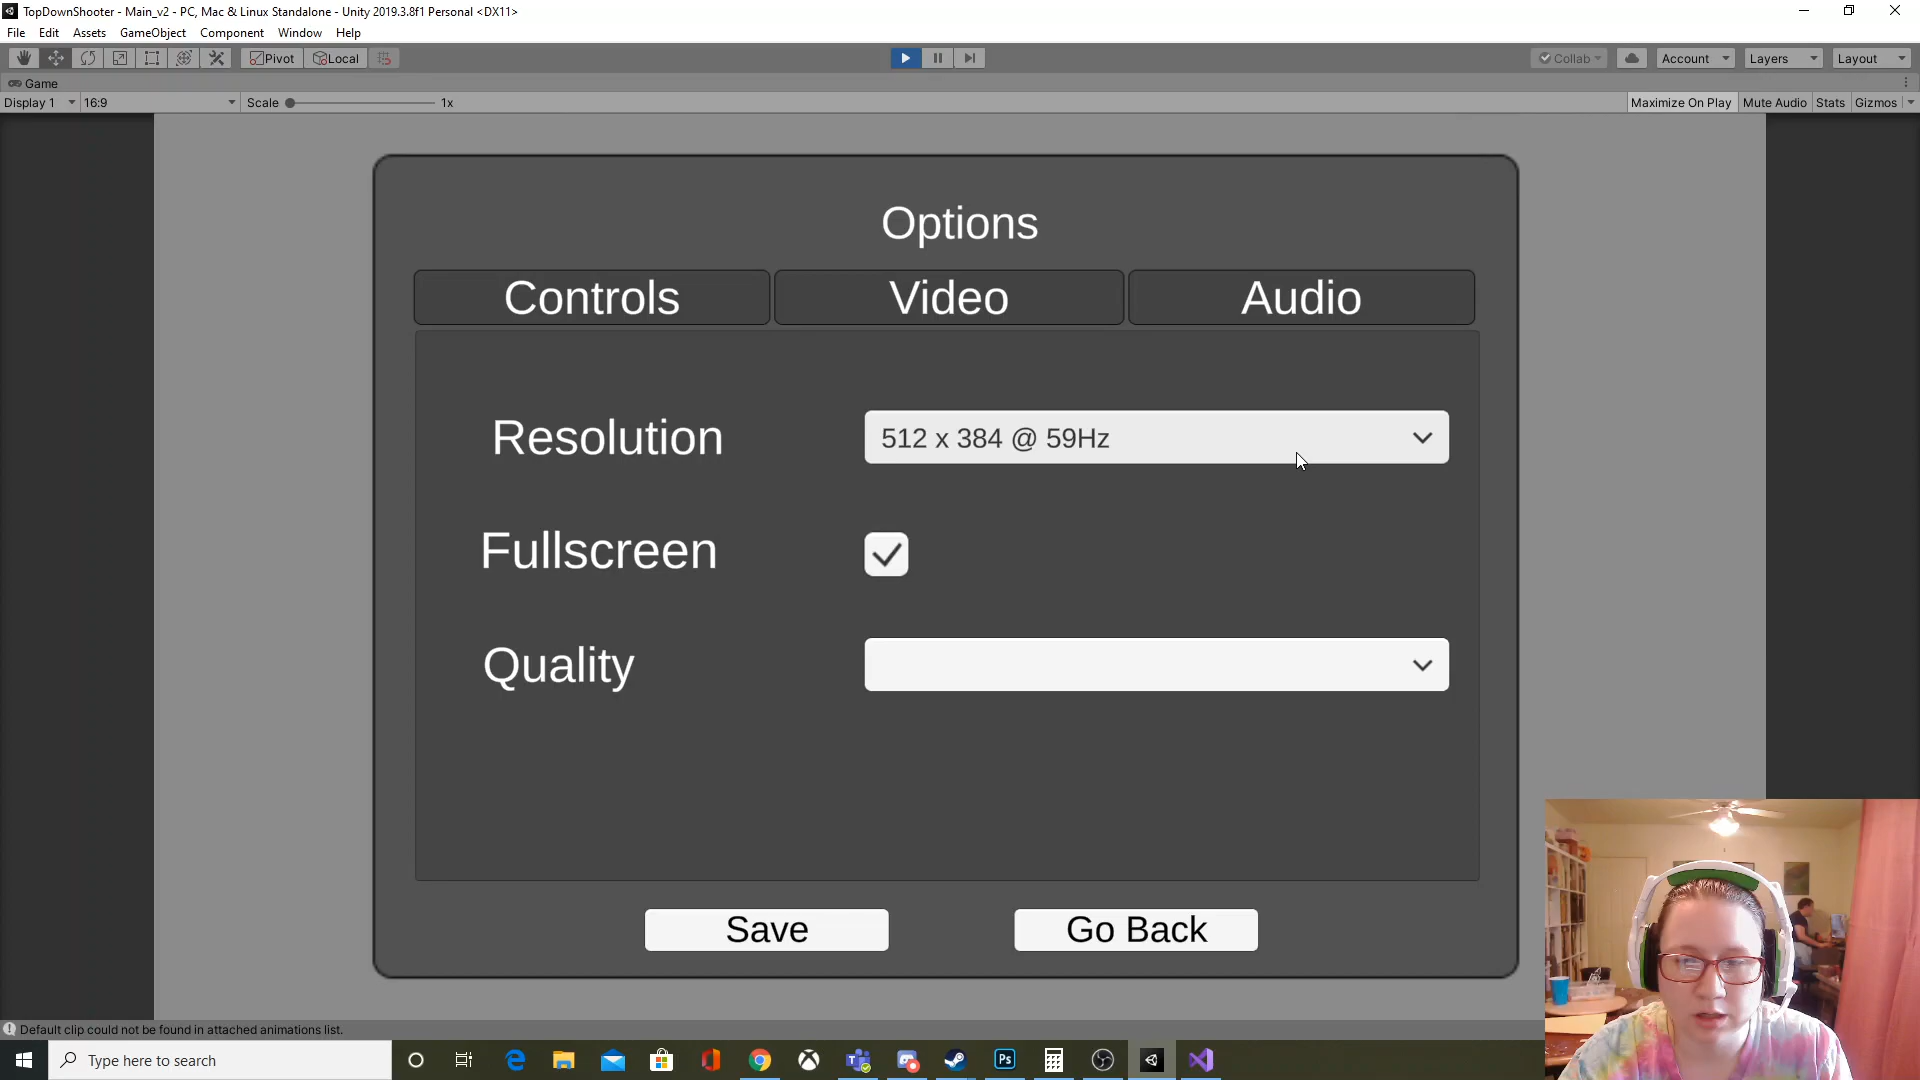 TopDownShooter - Main_v2 - PC, Mac & Linux Standalone - Unity 2019.3.8f1 Personal <DX11>
File Edit Assets GameObject Component Window Help
Pivot Local Collab Account Layers Layout
Game
Display 1 16:9 Scale 1x Maximize On Play Mute Audio Stats Gizmos
Options
Controls Video Audio
Resolution 512 x 384 @ 59Hz
Fullscreen
Quality
Save Go Back
Default clip could not be found in attached animations list.
Type here to search
Ps